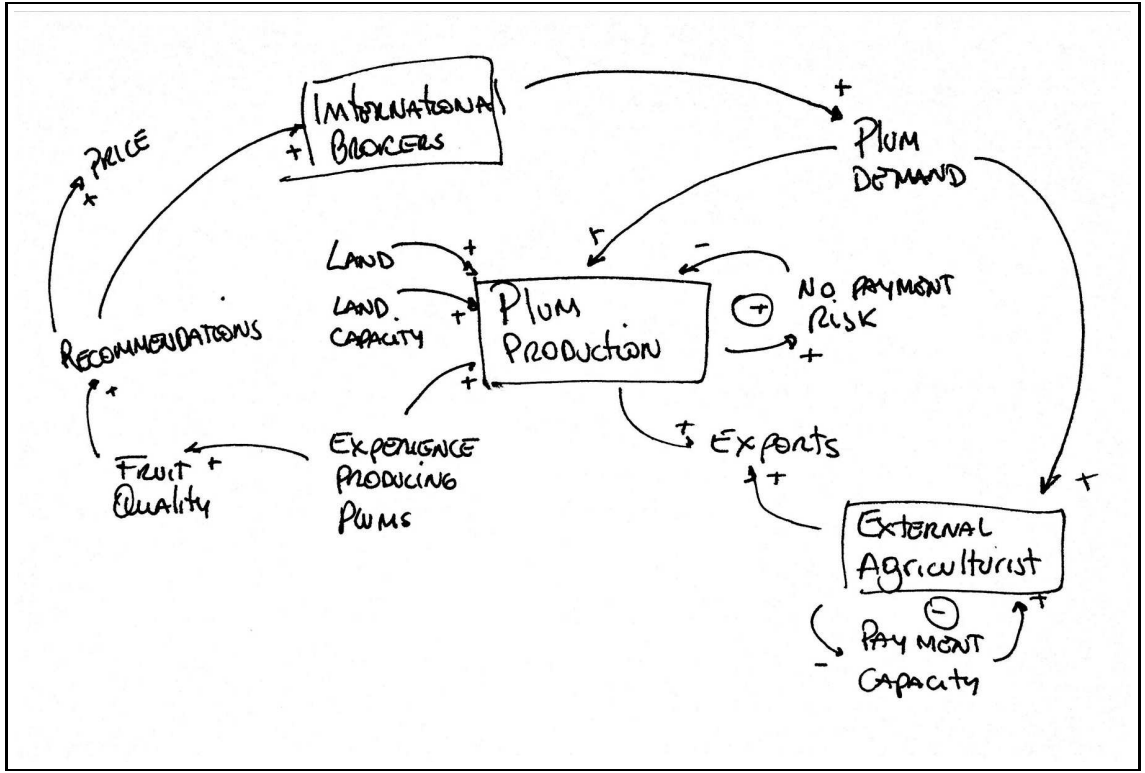 INTERNATIONAL
BROKERS
+
+
PRICE
+
+
PLUM
DEMAND
LAND
+
LAND.
CAPACITY
+
PLUM
PRODUCTION
+
-
NO PAYMENT
RISK
+
+
RECOMMENDATIONS
+
FRUIT
QUALITY
+
EXPERIENCE
PRODUCING
PLUMS
+
+
EXPORTS
+
+
EXTERNAL
AGRICULTURIST
-
+
PAYMENT
CAPACITY
-